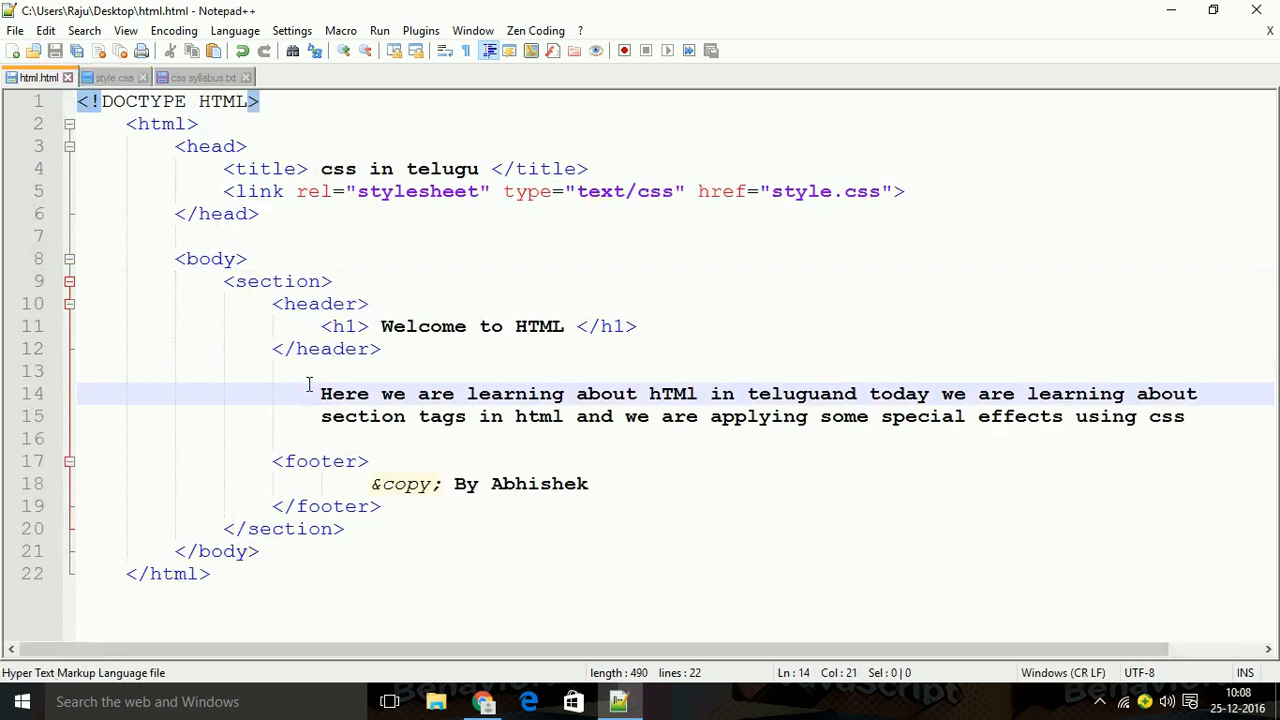 C:\Users\Raju\Desktop\html.html - Notepad++
File Edit Search View Encoding Language Settings Macro Run Plugins Window Zen Coding ? X
html.html style.css css syllabus.txt
1 <!DOCTYPE HTML>
2 <html>
3 <head>
4 <title> css in telugu </title>
5 <link rel="stylesheet" type="text/css" href="style.css">
6 </head>
7
8 <body>
9 <section>
10 <header>
11 <h1> Welcome to HTML </h1>
12 </header>
13
14 Here we are learning about hTMl in teluguand today we are learning about
15 section tags in html and we are applying some special effects using css
16
17 <footer>
18 &copy; By Abhishek
19 </footer>
20 </section>
21 </body>
22 </html>
Hyper Text Markup Language file length : 490 lines : 22 Ln : 14 Col : 21 Sel : 0 | 0 Windows (CR LF) UTF-8 INS
Search the web and Windows 10:08
25-12-2016